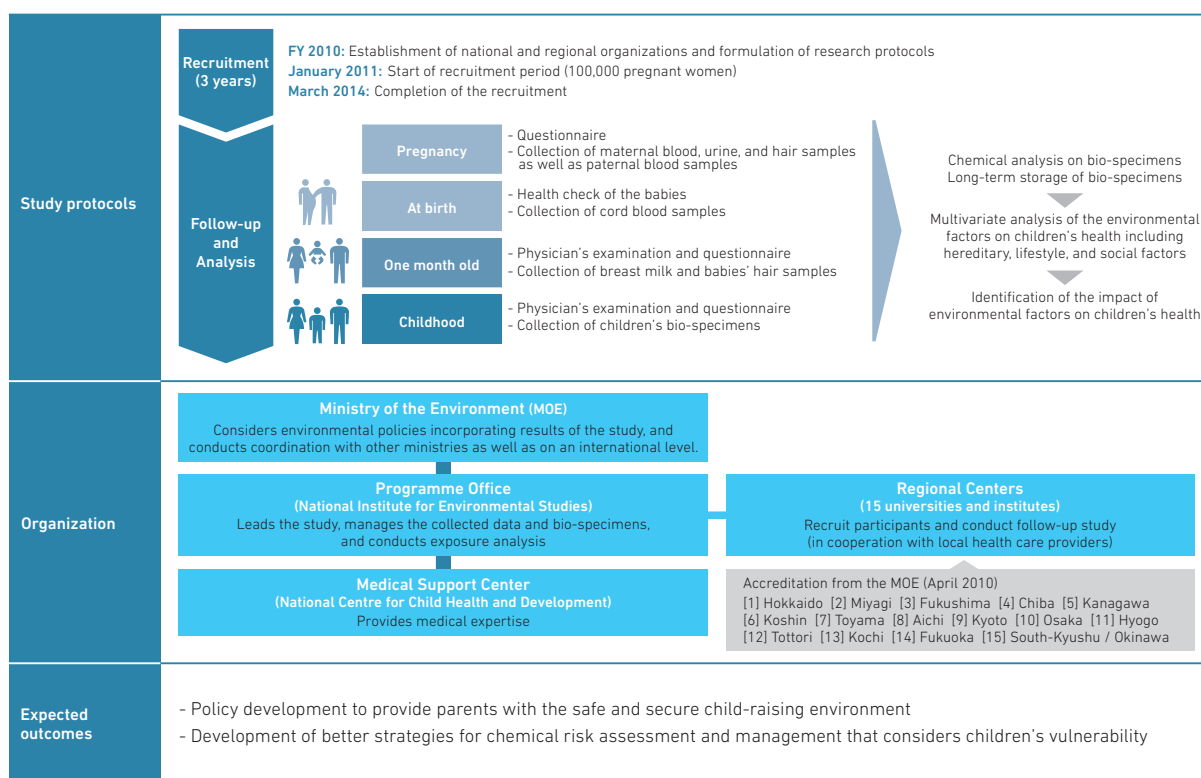 Study protocols
Recruitment
(3 years)
FY 2010: Establishment of national and regional organizations and formulation of research protocols
January 2011: Start of recruitment period (100,000 pregnant women)
March 2014: Completion of the recruitment
Follow-up
and
Analysis
Pregnancy
- Questionnaire
- Collection of maternal blood, urine, and hair samples
as well as paternal blood samples
At birth
- Health check of the babies
- Collection of cord blood samples
One month old
- Physician's examination and questionnaire
- Collection of breast milk and babies' hair samples
Childhood
- Physician's examination and questionnaire
- Collection of children's bio-specimens
Chemical analysis on bio-specimens
Long-term storage of bio-specimens
Multivariate analysis of the environmental
factors on children's health including
hereditary, lifestyle, and social factors
Identification of the impact of
environmental factors on children's health
Organization
Ministry of the Environment (MOE)
Considers environmental policies incorporating results of the study, and
conducts coordination with other ministries as well as on an international level.
Programme Office
(National Institute for Environmental Studies)
Leads the study, manages the collected data and bio-specimens,
and conducts exposure analysis
Medical Support Center
(National Centre for Child Health and Development)
Provides medical expertise
Regional Centers
(15 universities and institutes)
Recruit participants and conduct follow-up study
(in cooperation with local health care providers)
Accreditation from the MOE (April 2010)
[1] Hokkaido [2] Miyagi [3] Fukushima [4] Chiba [5] Kanagawa
[6] Koshin [7] Toyama [8] Aichi [9] Kyoto [10] Osaka [11] Hyogo
[12] Tottori [13] Kochi [14] Fukuoka [15] South-Kyushu / Okinawa
Expected
outcomes
- Policy development to provide parents with the safe and secure child-raising environment
- Development of better strategies for chemical risk assessment and management that considers children's vulnerability